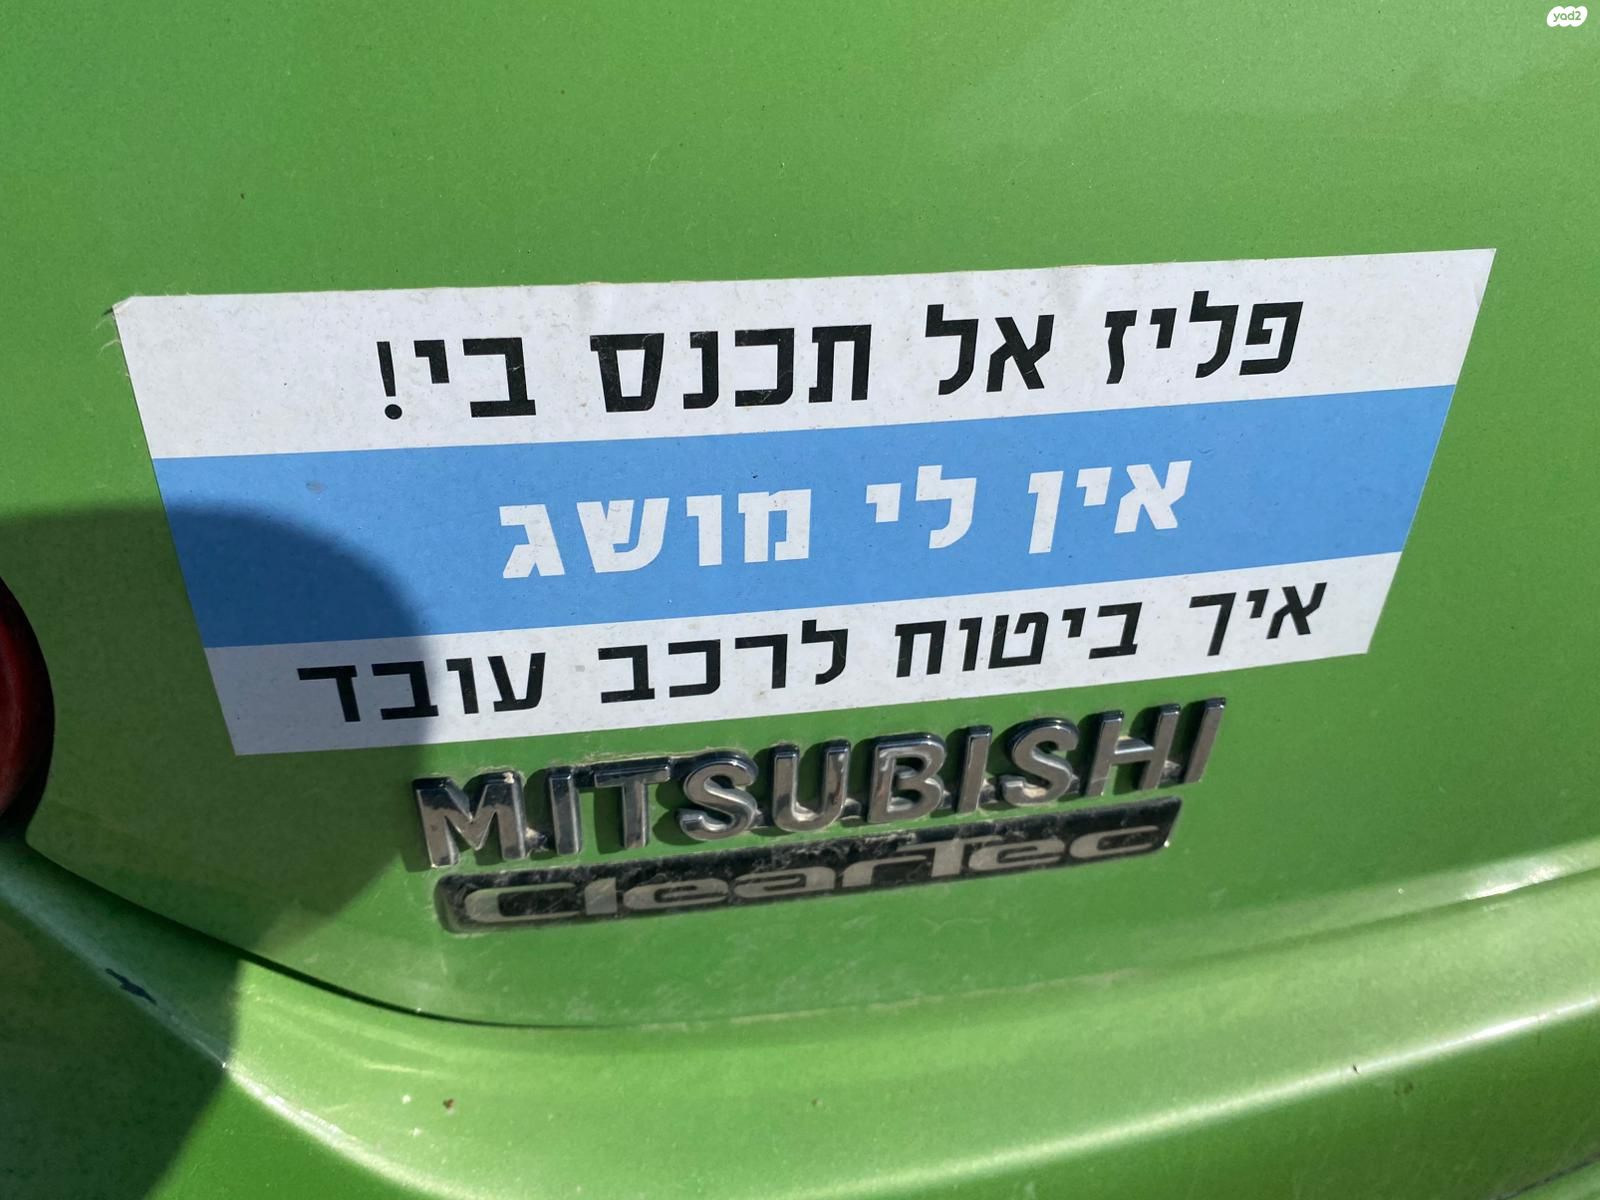 yad2
פליז אל תכנס בי!
אין לי מושג
איך ביטוח לרכב עובד
MITSUBISHI
ClearTec